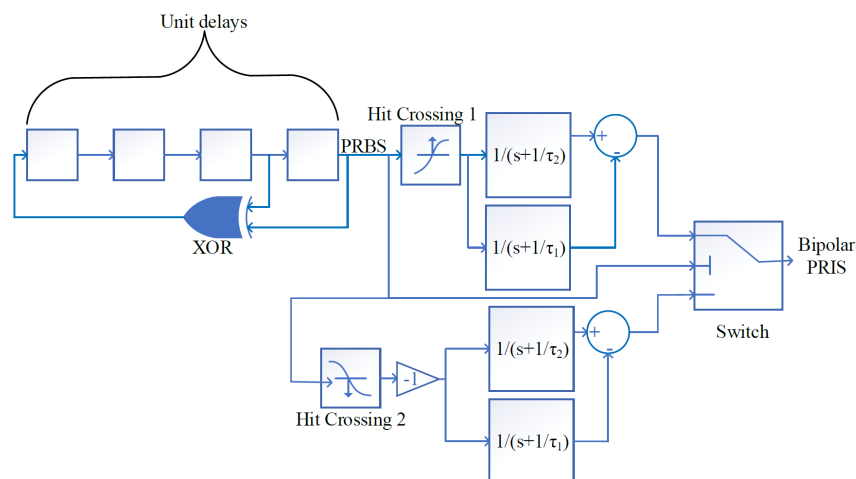 Unit delays
PRBS
Hit Crossing 1
1/(s+1/τ₂)
+
-
1/(s+1/τ₁)
XOR
Bipolar
PRIS
Switch
1/(s+1/τ₂)
+
-
-1
Hit Crossing 2
1/(s+1/τ₁)